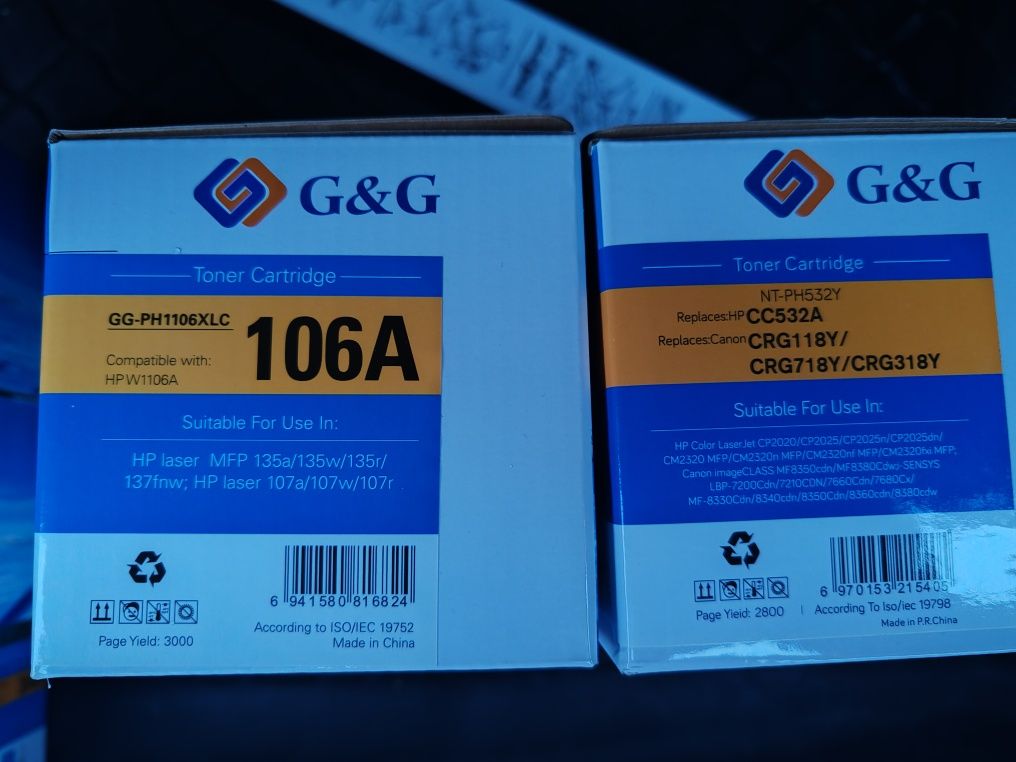 G&G
Toner Cartridge
GG-PH1106XLC
106A
Compatible with:
HP W1106A
Suitable For Use In:
HP laser MFP 135a/135w/135r/
137fnw; HP laser 107a/107w/107r
6 941580 816824
Page Yield: 3000
According to ISO/IEC 19752
Made in China
G&G
Toner Cartridge
NT-PH532Y
Replaces:HP CC532A
Replaces:Canon CRG118Y/
CRG718Y/CRG318Y
Suitable For Use In:
HP Color LaserJet CP2020/CP2025/CP2025n/CP2025dn/
CM2320 MFP/CM2320n MFP/CM2320nf MFP/CM2320fxi MFP;
Canon imageCLASS MF8350cdn/MF8380Cdw;i-SENSYS
LBP-7200Cdn/7210CDN/7660Cdn/7680Cx/
MF-8330Cdn/8340cdn/8350Cdn/8360cdn/8380cdw
6 970153 215405
Page Yieid: 2800
According To Iso/iec 19798
Made in P.R.China